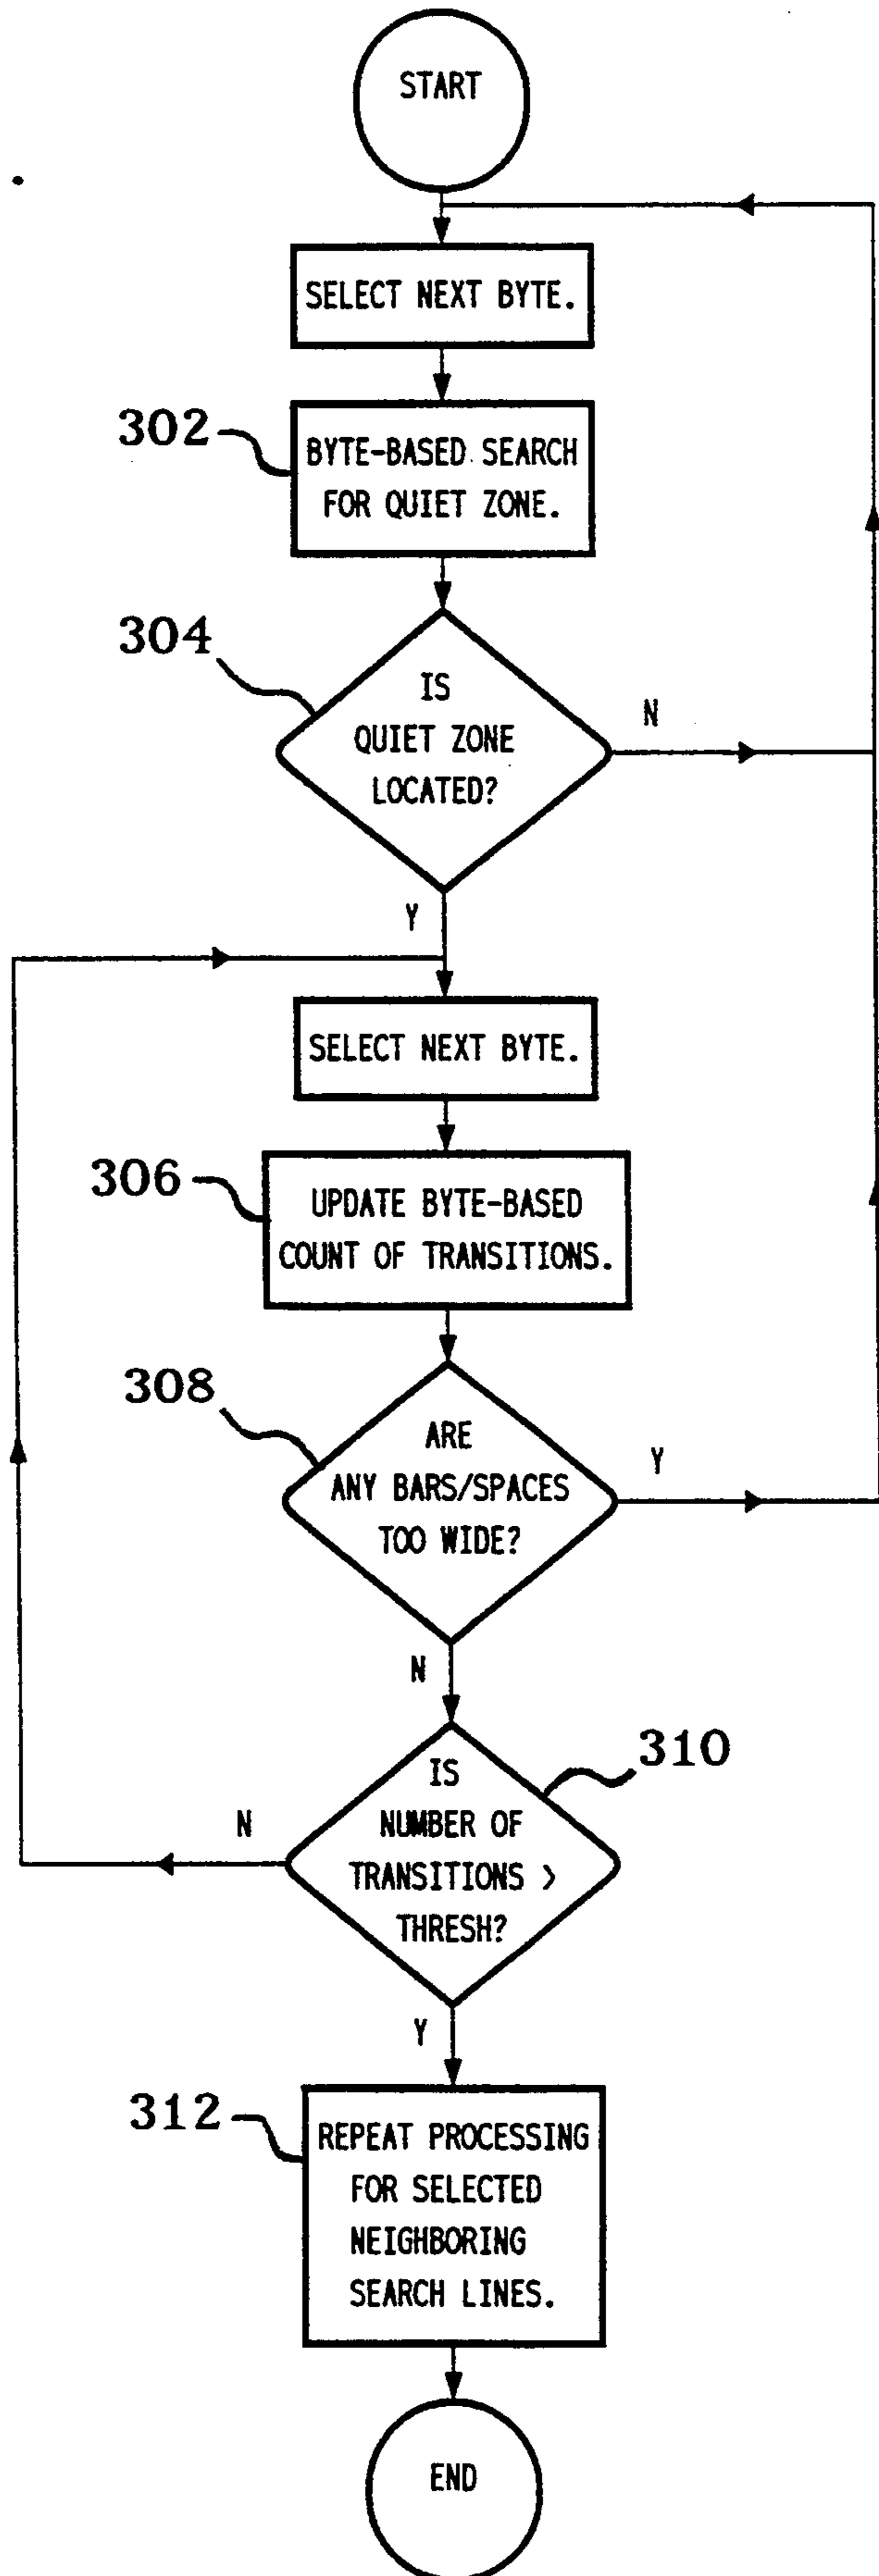 START
SELECT NEXT BYTE.
302
BYTE-BASED SEARCH
FOR QUIET ZONE.
304
IS
QUIET ZONE
LOCATED?
N
Y
SELECT NEXT BYTE.
306
UPDATE BYTE-BASED
COUNT OF TRANSITIONS.
308
ARE
ANY BARS/SPACES
TOO WIDE?
Y
N
310
IS
NUMBER OF
TRANSITIONS >
THRESH?
N
Y
312
REPEAT PROCESSING
FOR SELECTED
NEIGHBORING
SEARCH LINES.
END